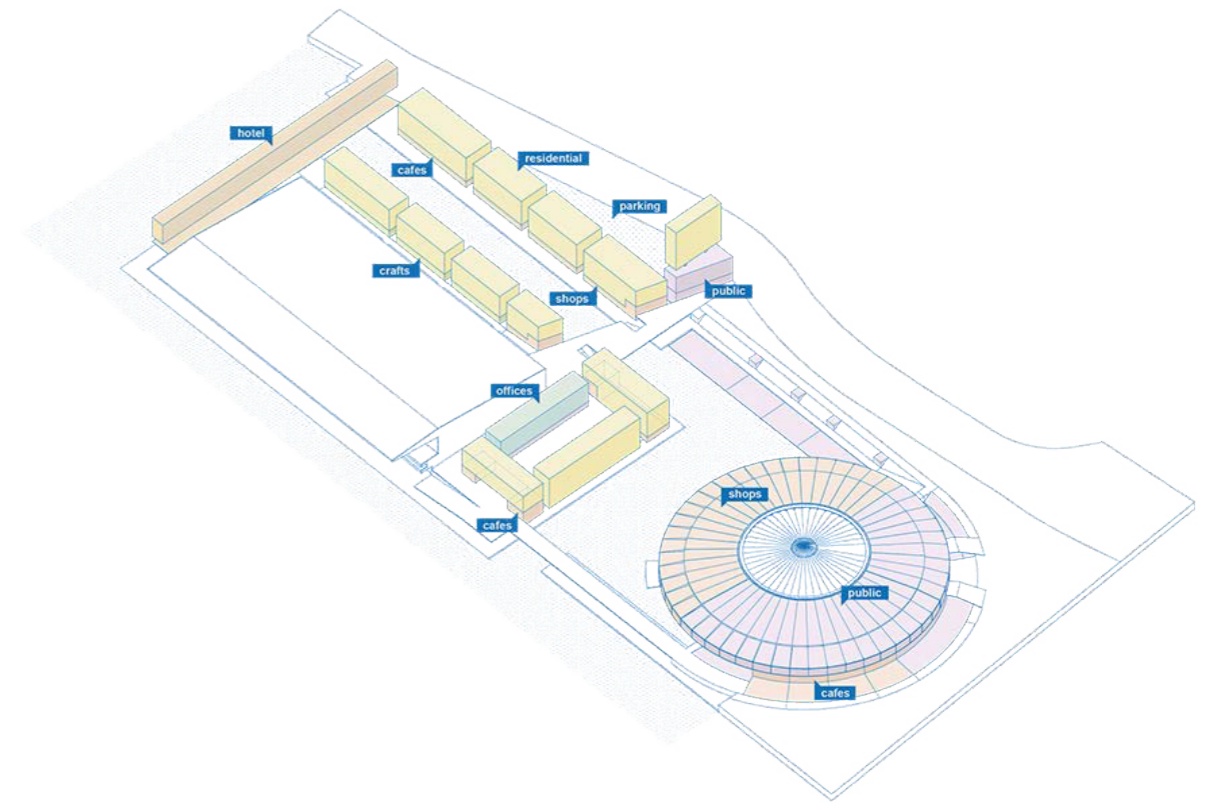 hotel
residential
cafes
parking
crafts
public
shops
offices
shops
cafes
public
cafes